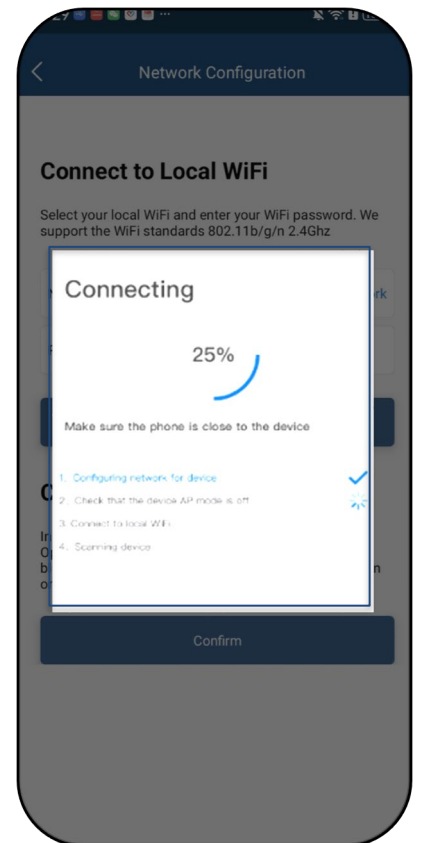 Network Configuration
Connect to Local WiFi
Select your local WiFi and enter your WiFi password. We
support the WiFi standards 802.11b/g/n 2.4Ghz
Connecting
25%
Make sure the phone is close to the device
1. Configuring network for device
2. Check that the device AP mode is off
3. Connect to local WiFi
4. Scanning device
Confirm